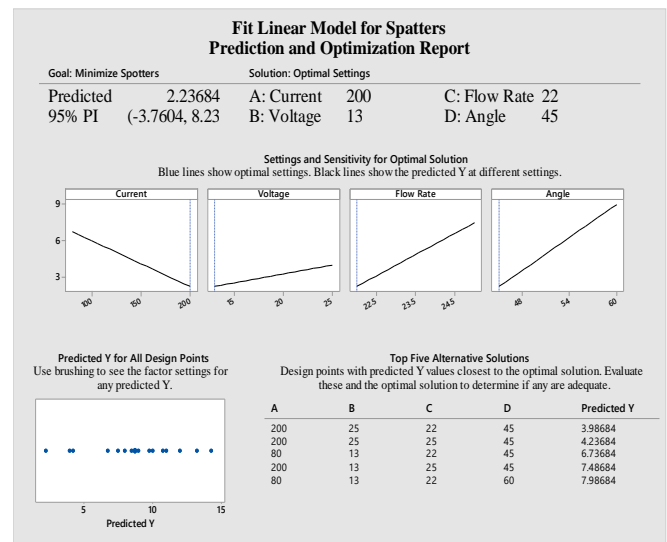 Fit Linear Model for Spatters
Prediction and Optimization Report
Goal: Minimize Spotters Solution: Optimal Settings
Predicted 2.23684 A: Current 200 C: Flow Rate 22
95% PI (-3.7604, 8.23 B: Voltage 13 D: Angle 45
Settings and Sensitivity for Optimal Solution
Blue lines show optimal settings. Black lines show the predicted Y at different settings.
Current Voltage Flow Rate Angle
9
6
3
100 150 200 15 20 25 22.5 23.5 24.5 48 54 60
Predicted Y for All Design Points
Use brushing to see the factor settings for
any predicted Y.
5 10 15
Predicted Y
Top Five Alternative Solutions
Design points with predicted Y values closest to the optimal solution. Evaluate
these and the optimal solution to determine if any are adequate.
A B C D Predicted Y
200 25 22 45 3.98684
200 25 25 45 4.23684
80 13 22 45 6.73684
200 13 25 45 7.48684
80 13 22 60 7.98684